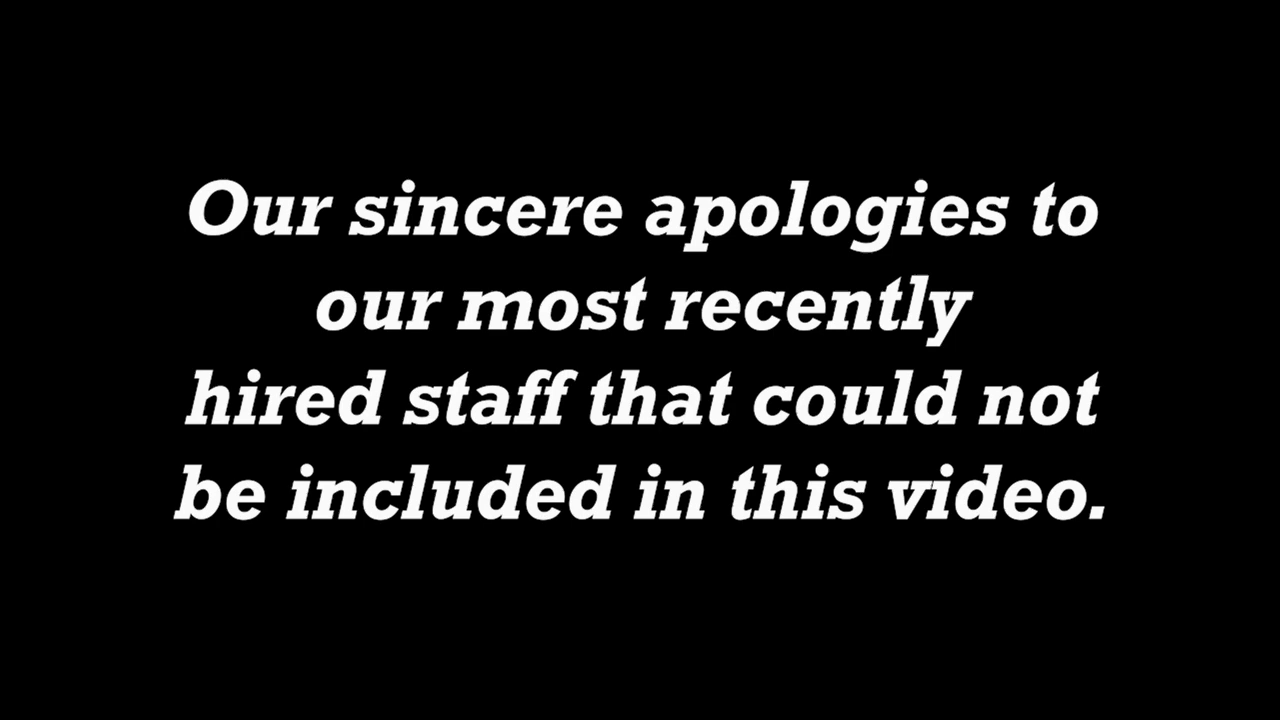 Our sincere apologies to
our most recently
hired staff that could not
be included in this video.